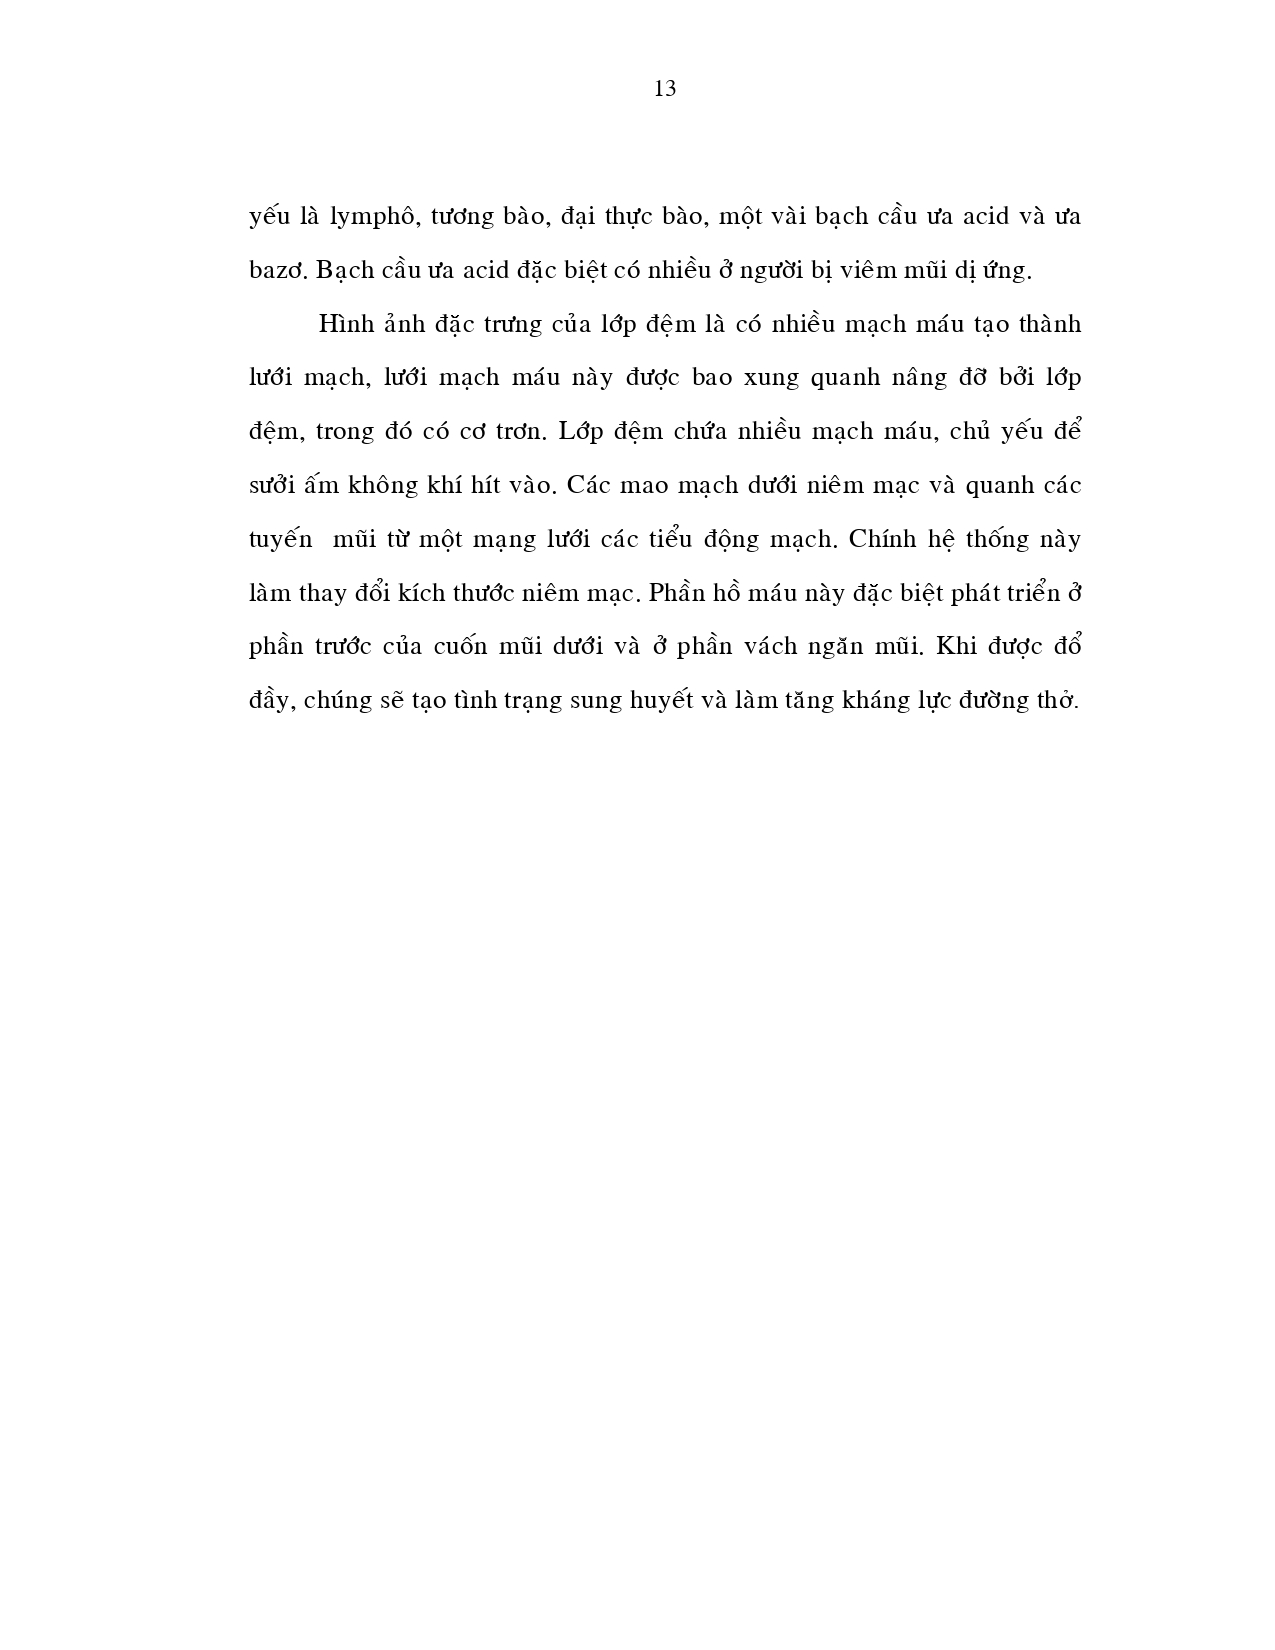 13
yếu là lymphô, tương bào, đại thực bào, một vài bạch cầu ưa acid và ưa
bazơ. Bạch cầu ưa acid đặc biệt có nhiều ở người bị viêm mũi dị ứng.
Hình ảnh đặc trưng của lớp đệm là có nhiều mạch máu tạo thành
lưới mạch, lưới mạch máu này được bao xung quanh nâng đỡ bởi lớp
đệm, trong đó có cơ trơn. Lớp đệm chứa nhiều mạch máu, chủ yếu để
sưởi ấm không khí hít vào. Các mao mạch dưới niêm mạc và quanh các
tuyến  mũi từ một mạng lưới các tiểu động mạch. Chính hệ thống này
làm thay đổi kích thước niêm mạc. Phần hồ máu này đặc biệt phát triển ở
phần trước của cuốn mũi dưới và ở phần vách ngăn mũi. Khi được đổ
đầy, chúng sẽ tạo tình trạng sung huyết và làm tăng kháng lực đường thở.